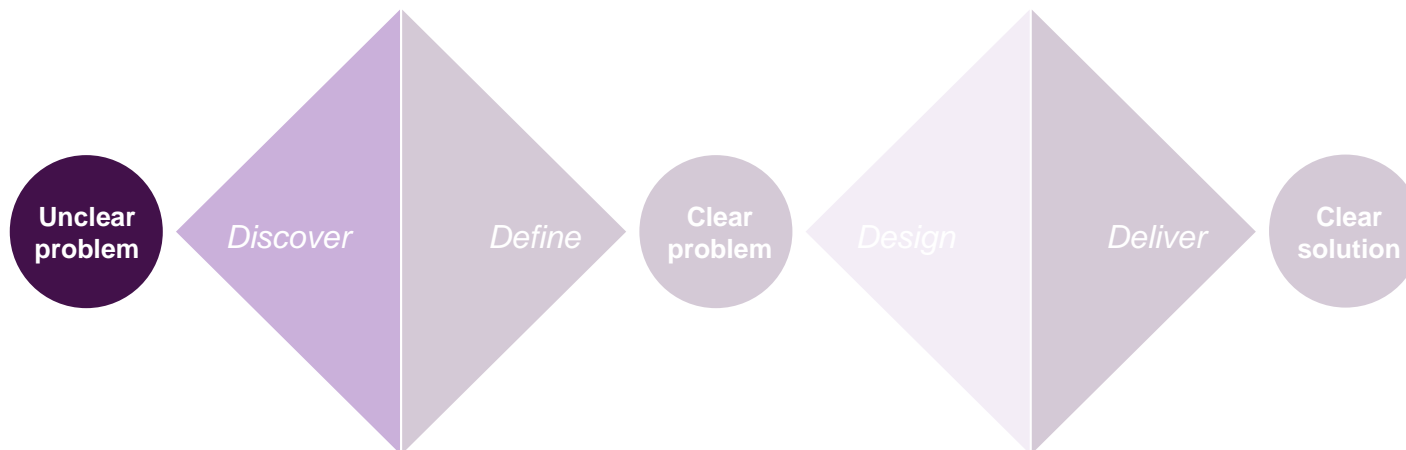 Unclear
problem
Discover
Define
Clear
problem
Design
Deliver
Clear
solution